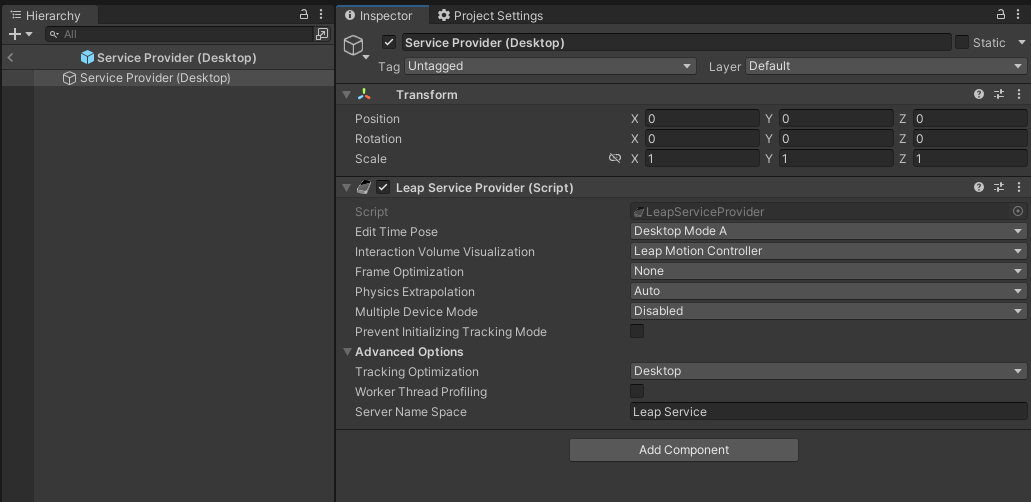 Hierarchy
All
Service Provider (Desktop)
Service Provider (Desktop)
Inspector
Project Settings
Service Provider (Desktop)
Static
Tag Untagged
Layer Default
Transform
Position X 0 Y 0 Z 0
Rotation X 0 Y 0 Z 0
Scale X 1 Y 1 Z 1
Leap Service Provider (Script)
Script LeapServiceProvider
Edit Time Pose Desktop Mode A
Interaction Volume Visualization Leap Motion Controller
Frame Optimization None
Physics Extrapolation Auto
Multiple Device Mode Disabled
Prevent Initializing Tracking Mode
Advanced Options
Tracking Optimization Desktop
Worker Thread Profiling
Server Name Space Leap Service
Add Component